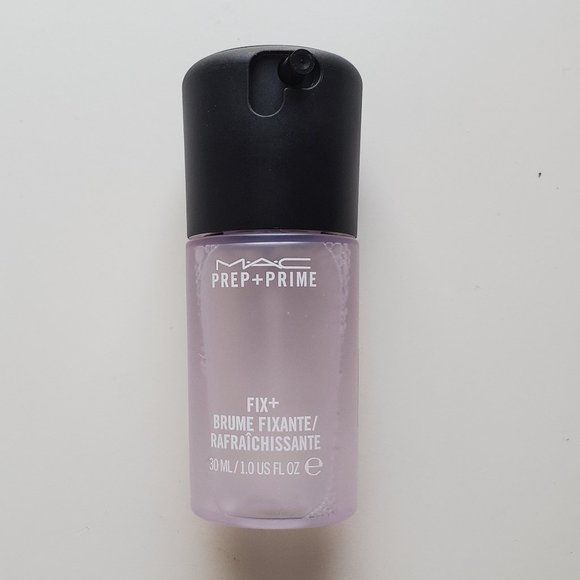 M·A·C
PREP+PRIME
FIX+
BRUME FIXANTE/
RAFRAÎCHISSANTE
30 ML/1.0 US FL OZ ℮